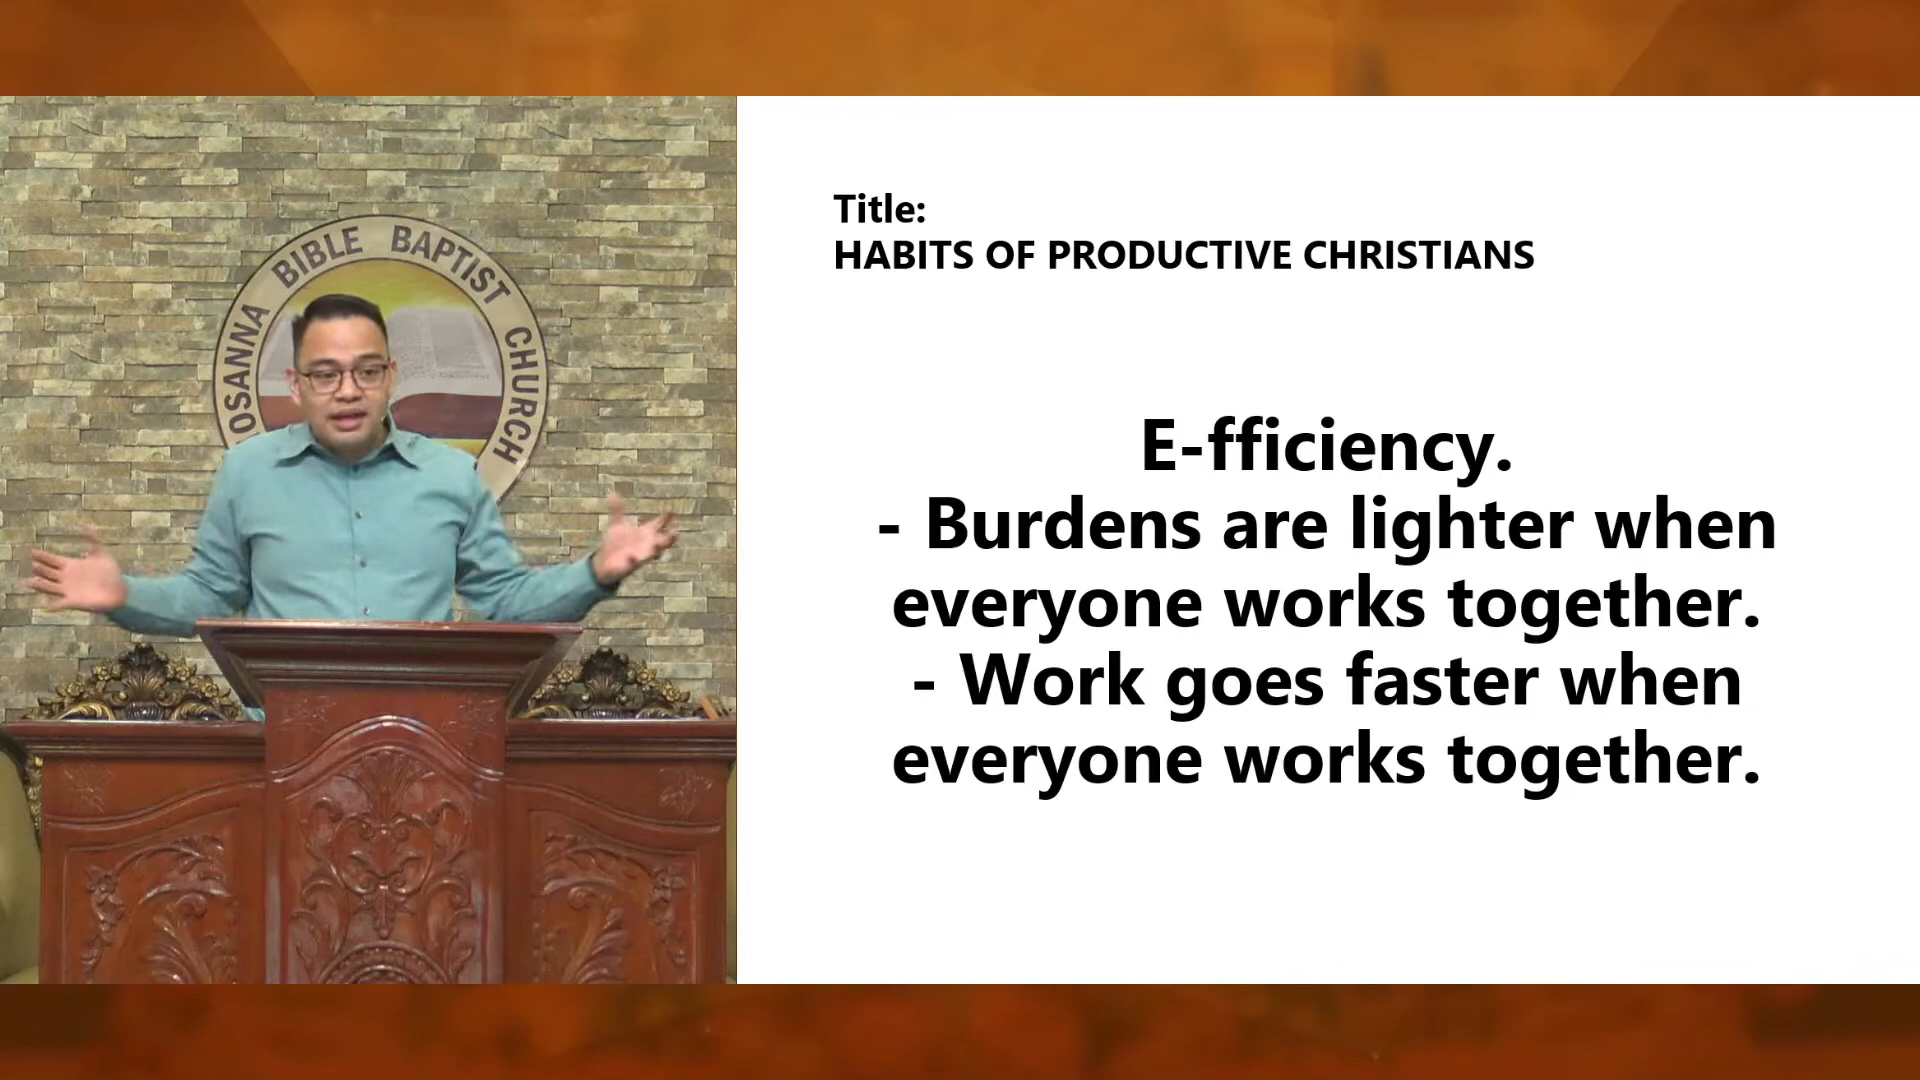 OSANNA BIBLE BAPTIST CHURCH
Title:
HABITS OF PRODUCTIVE CHRISTIANS
E-fficiency.
- Burdens are lighter when
everyone works together.
- Work goes faster when
everyone works together.